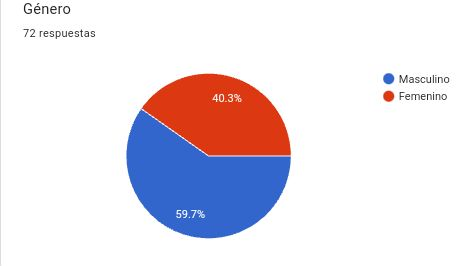 Género
72 respuestas
Masculino
Femenino
40.3%
59.7%